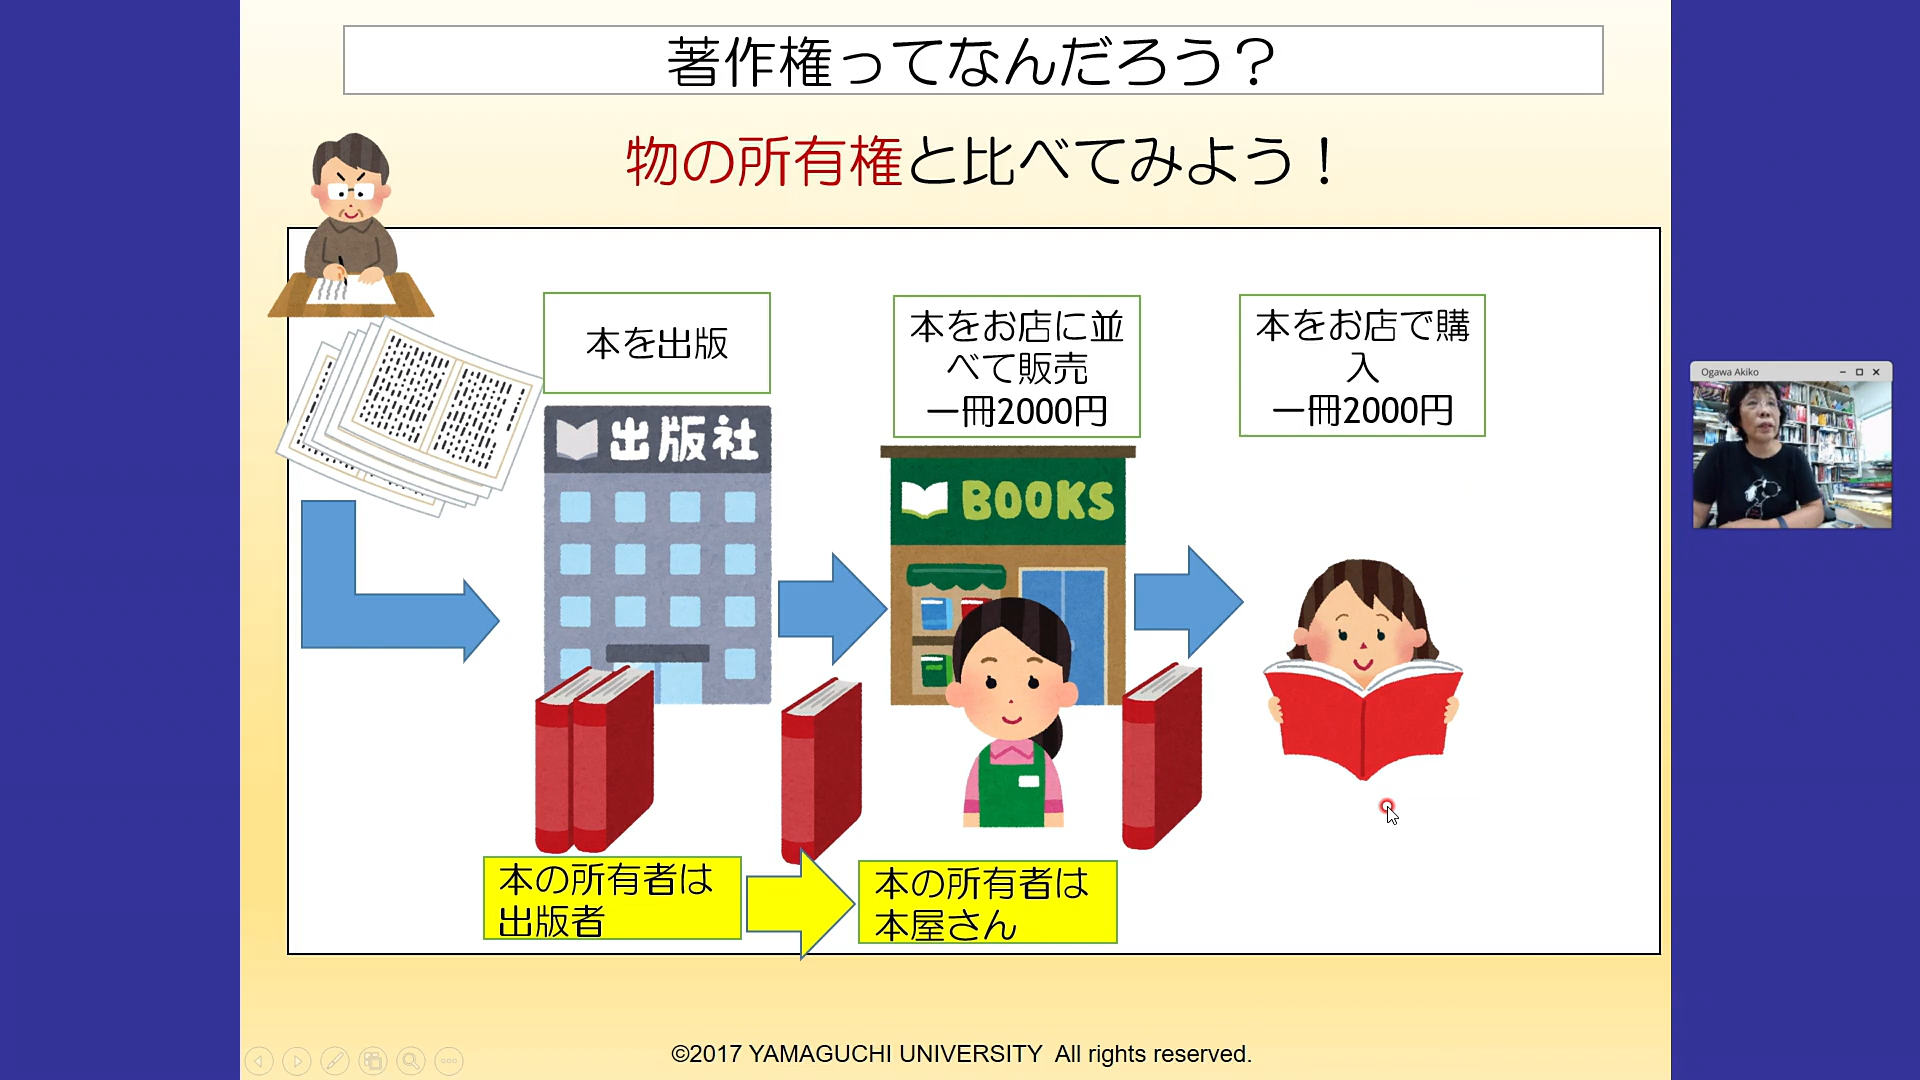 著作権ってなんだろう？
物の所有権と比べてみよう！
本を出版
本をお店に並
べて販売
一冊2000円
本をお店で購
入
一冊2000円
出版社
BOOKS
Ogawa Akiko
本の所有者は
出版者
本の所有者は
本屋さん
©2017 YAMAGUCHI UNIVERSITY All rights reserved.